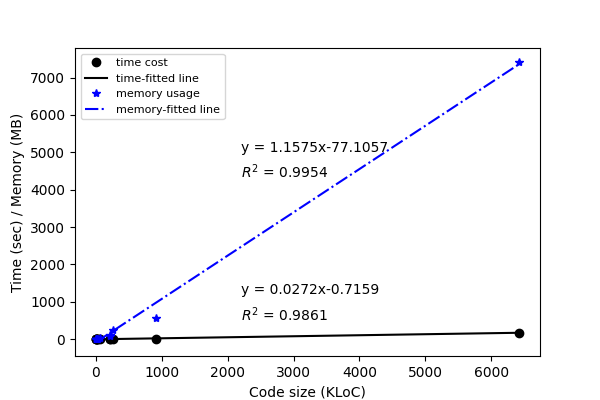 time cost
time-fitted line
memory usage
memory-fitted line
7000
6000
5000
4000
3000
2000
1000
0
Time (sec) / Memory (MB)
y = 1.1575x-77.1057
R² = 0.9954
y = 0.0272x-0.7159
R² = 0.9861
0 1000 2000 3000 4000 5000 6000
Code size (KLoC)